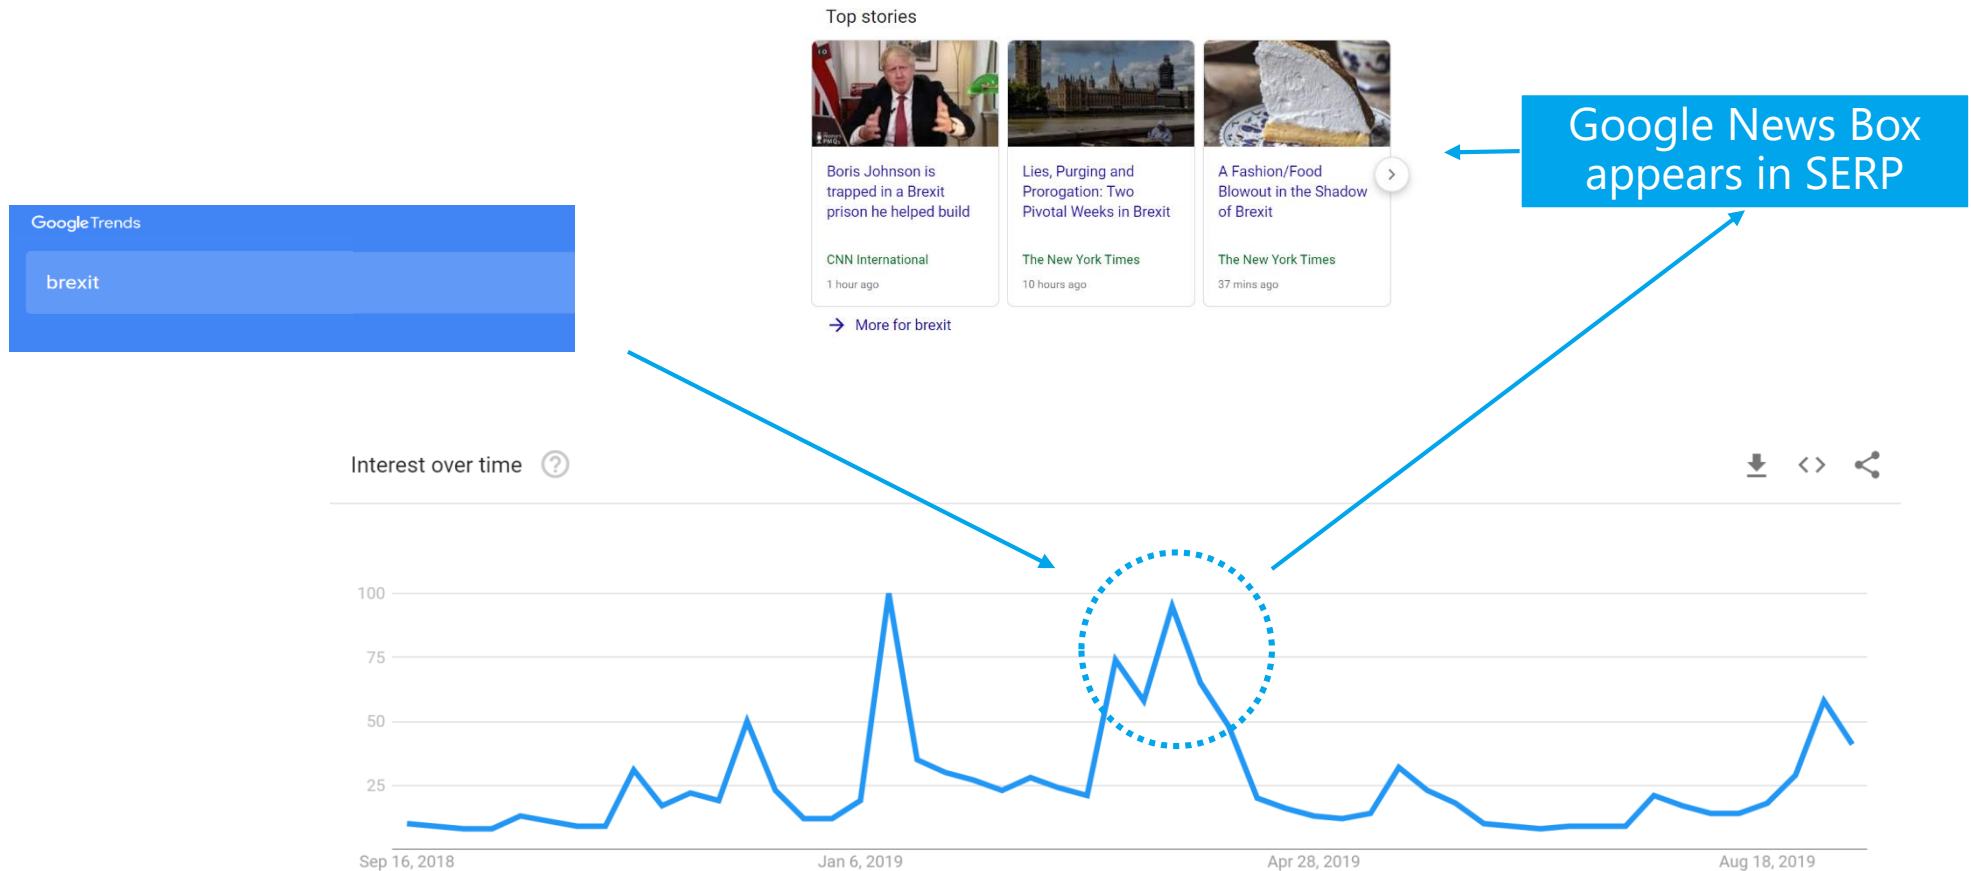 Top stories
Boris Johnson is
trapped in a Brexit
prison he helped build
CNN International
1 hour ago
Lies, Purging and
Prorogation: Two
Pivotal Weeks in Brexit
The New York Times
10 hours ago
A Fashion/Food
Blowout in the Shadow
of Brexit
The New York Times
37 mins ago
More for brexit
Google News Box
appears in SERP
Google Trends
brexit
Interest over time
100
75
50
25
Sep 16, 2018
Jan 6, 2019
Apr 28, 2019
Aug 18, 2019